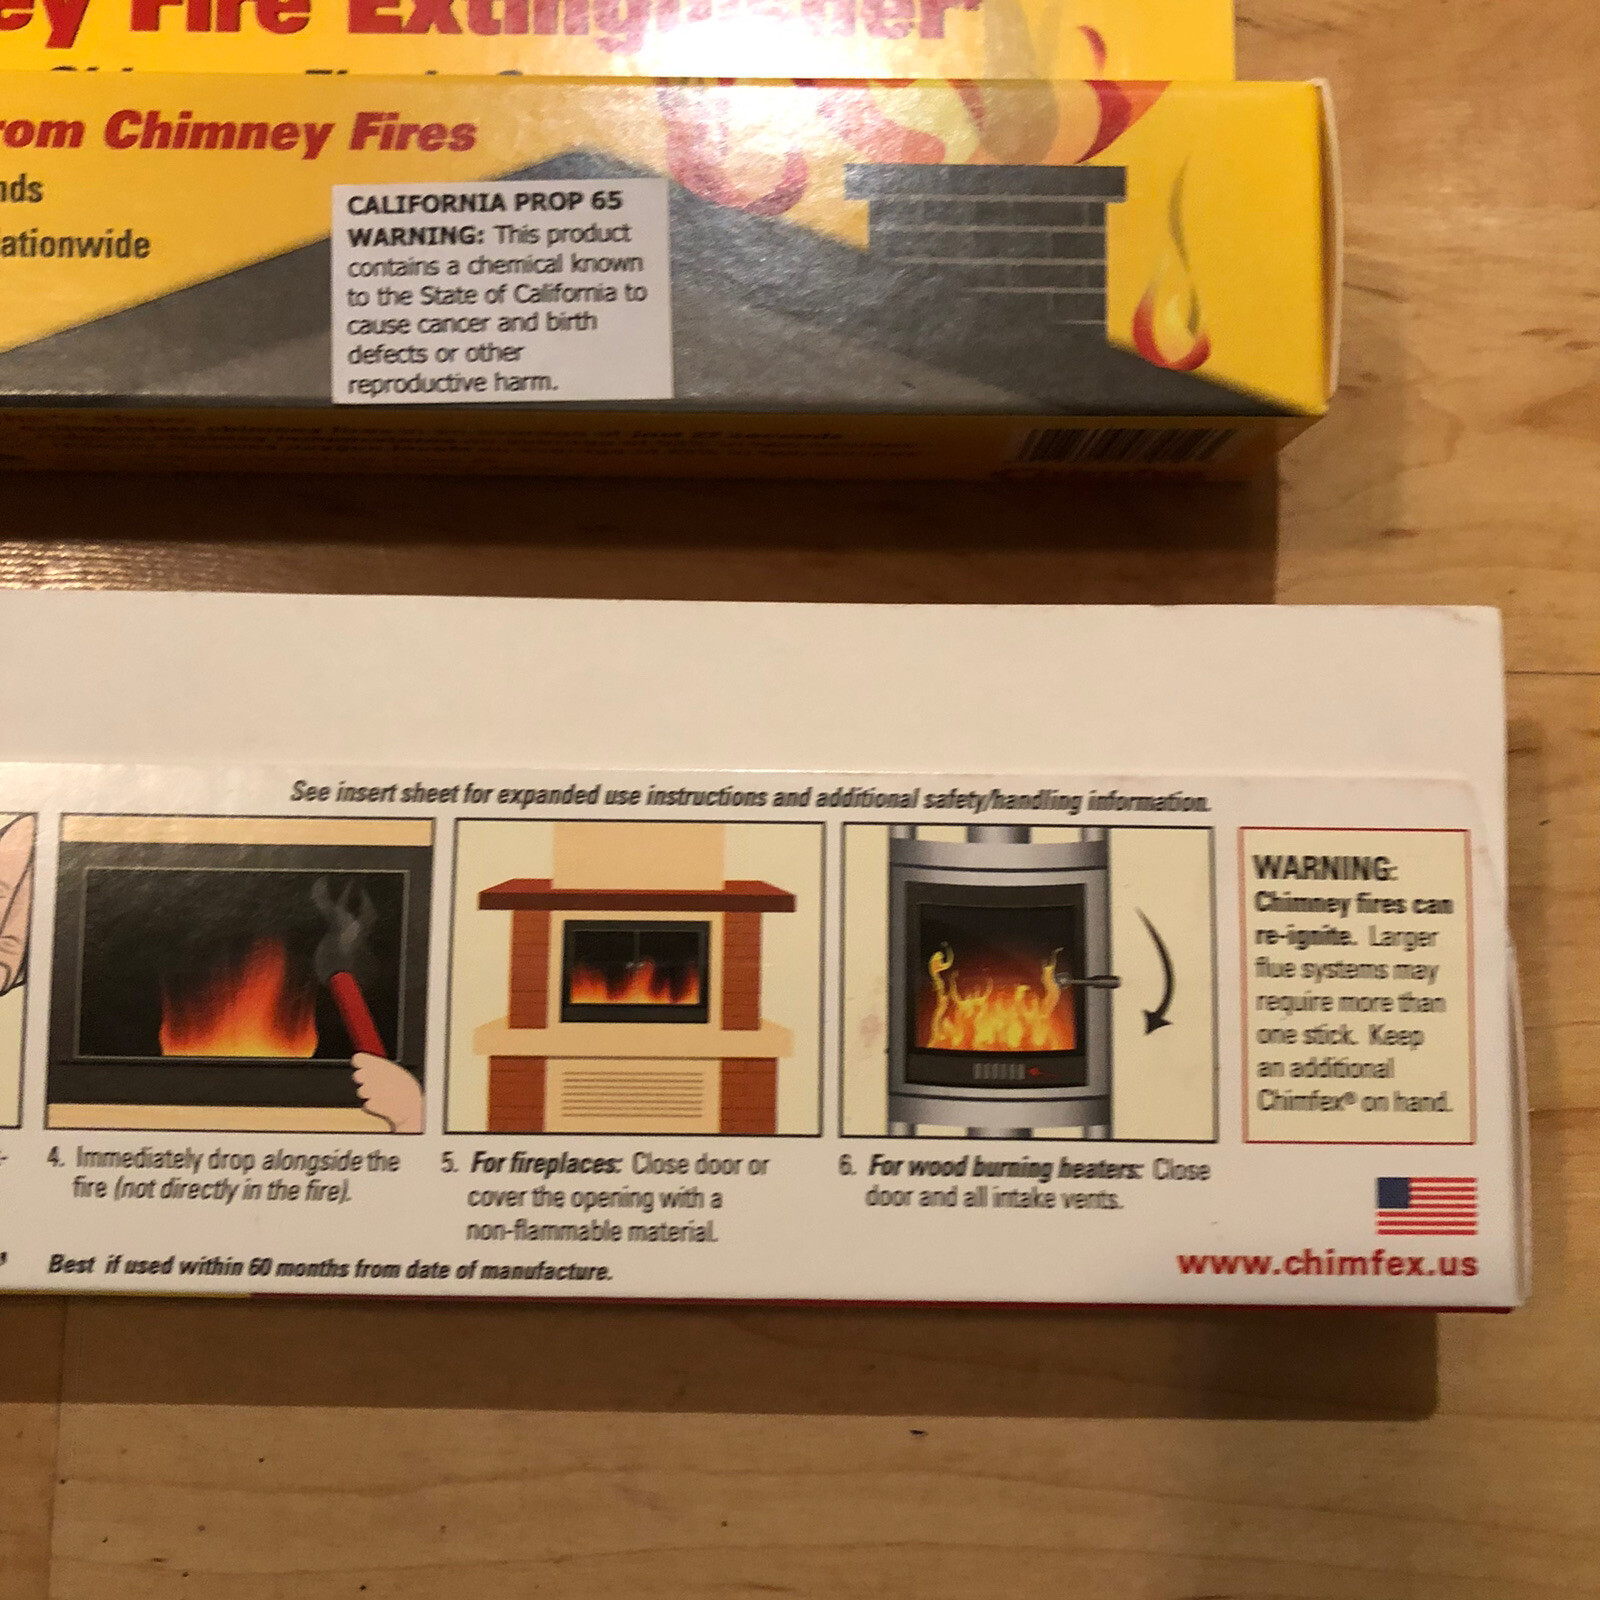 Fire Extinguisher
rom Chimney Fires
nds
ationwide
CALIFORNIA PROP 65
WARNING: This product
contains a chemical known
to the State of California to
cause cancer and birth
defects or other
reproductive harm.
See insert sheet for expanded use instructions and additional safety/handling information.
WARNING:
Chimney fires can
re-ignite. Larger
flue systems may
require more than
one stick. Keep
an additional
Chimfex® on hand.
4. Immediately drop alongside the
fire (not directly in the fire).
5. For fireplaces: Close door or
cover the opening with a
non-flammable material.
6. For wood burning heaters: Close
door and all intake vents.
Best if used within 60 months from date of manufacture.
www.chimfex.us